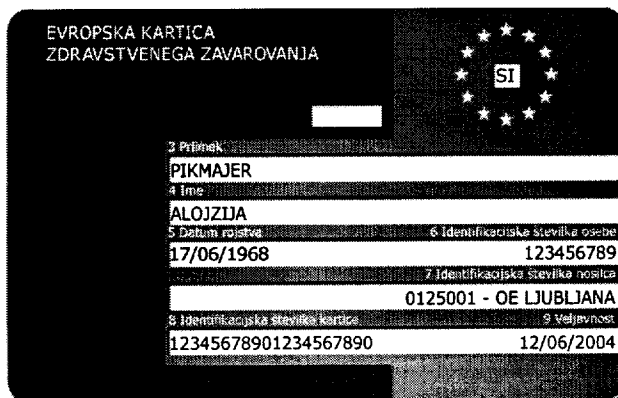 EVROPSKA KARTICA
ZDRAVSTVENEGA ZAVAROVANJA
SI
3 Priimek
PIKMAJER
4 Ime
ALOJZIJA
5 Datum rojstva 6 Identifikacijska številka osebe
17/06/1968 123456789
7 Identifikacijska številka nosilca
0125001 - OE LJUBLJANA
8 Identifikacijska številka kartice 9 Veljavnost
12345678901234567890 12/06/2004